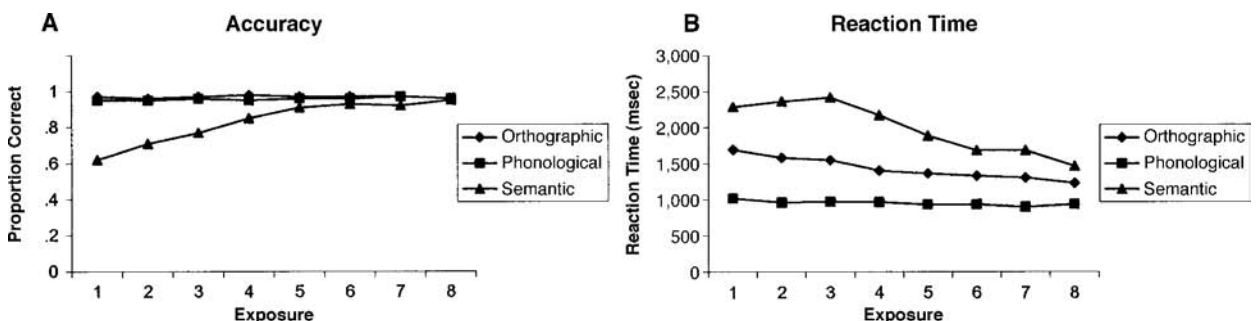 A Accuracy
Proportion Correct
1
.8
.6
.4
.2
0
1 2 3 4 5 6 7 8
Exposure
Orthographic
Phonological
Semantic
B Reaction Time
Reaction Time (msec)
3,000
2,500
2,000
1,500
1,000
500
0
1 2 3 4 5 6 7 8
Exposure
Orthographic
Phonological
Semantic